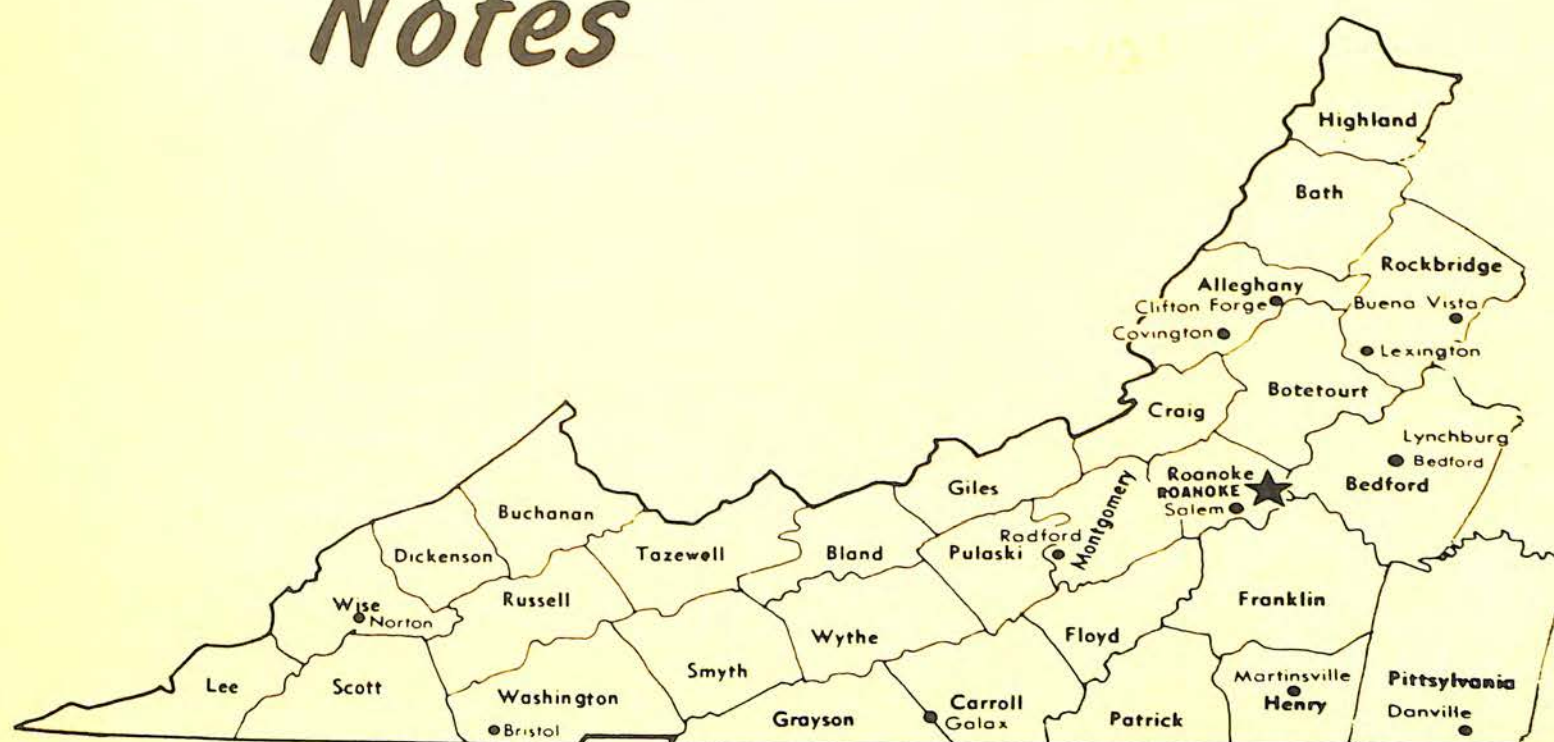 Notes
Highland
Bath
Rockbridge
Alleghany
Clifton Forge
Buena Vista
Covington
Lexington
Botetourt
Craig
Lynchburg
Bedford
Bedford
Roanoke
ROANOKE
Salem
Giles
Montgomery
Radford
Pulaski
Buchanan
Dickenson
Tazewell
Bland
Russell
Wise
Norton
Franklin
Wythe
Floyd
Smyth
Lee
Scott
Washington
Bristol
Grayson
Carroll
Galax
Patrick
Martinsville
Henry
Pittsylvania
Danville